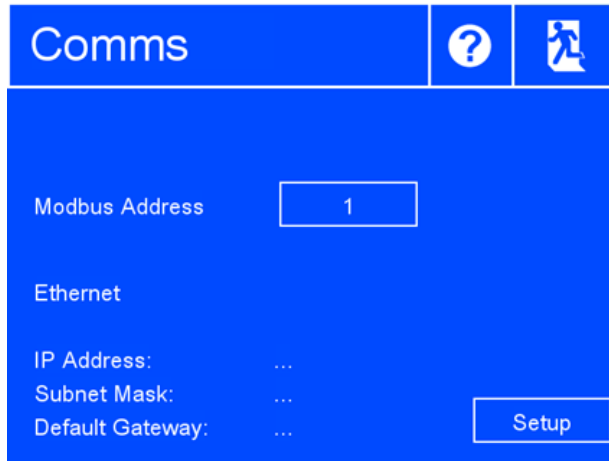 Comms ?
Modbus Address 1
Ethernet
IP Address: ...
Subnet Mask: ...
Default Gateway: ...
Setup